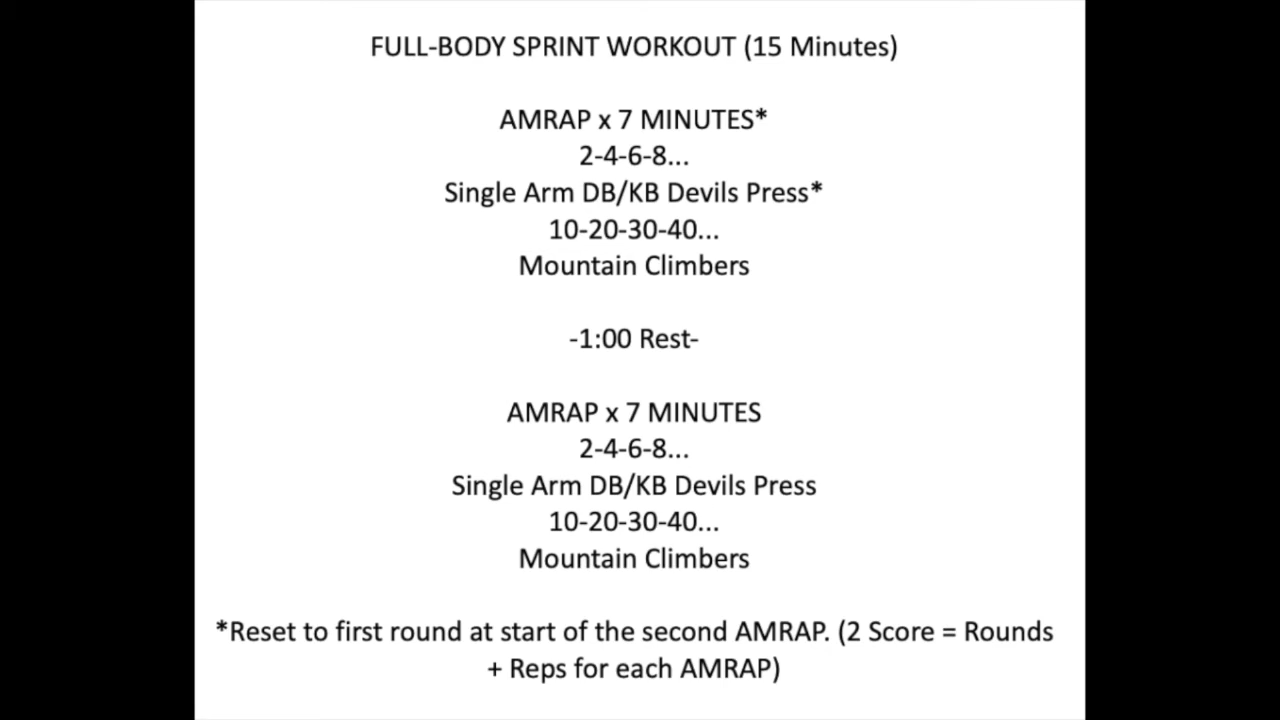 FULL-BODY SPRINT WORKOUT (15 Minutes)
AMRAP x 7 MINUTES*
2-4-6-8...
Single Arm DB/KB Devils Press*
10-20-30-40...
Mountain Climbers
-1:00 Rest-
AMRAP x 7 MINUTES
2-4-6-8...
Single Arm DB/KB Devils Press
10-20-30-40...
Mountain Climbers
*Reset to first round at start of the second AMRAP. (2 Score = Rounds
+ Reps for each AMRAP)